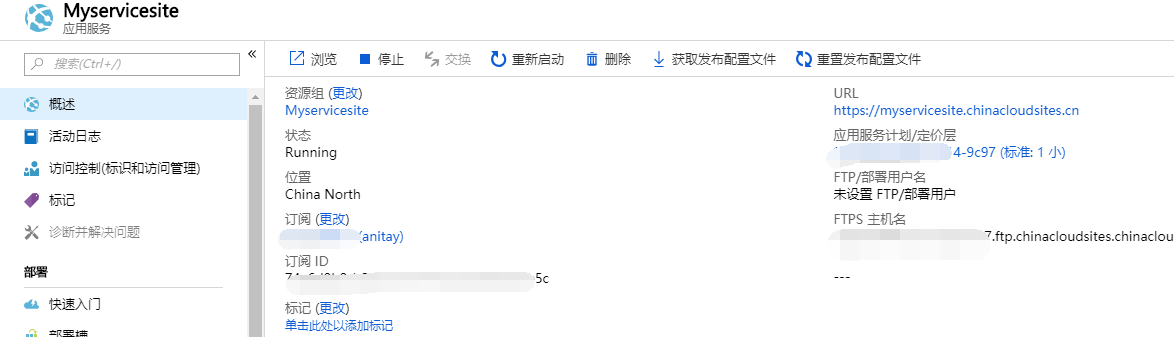 Myservicesite
应用服务
搜索(Ctrl+/)
«
概述
活动日志
访问控制(标识和访问管理)
标记
诊断并解决问题
部署
快速入门
部署槽
浏览 停止 交换 重新启动 删除 获取发布配置文件 重置发布配置文件
资源组 (更改)
Myservicesite
状态
Running
位置
China North
订阅 (更改)
(anitay)
订阅 ID
5c
标记 (更改)
单击此处以添加标记
URL
https://myservicesite.chinacloudsites.cn
应用服务计划/定价层
4-9c97 (标准: 1 小)
FTP/部署用户名
未设置 FTP/部署用户
FTPS 主机名
7.ftp.chinacloudsites.chinaclou
---